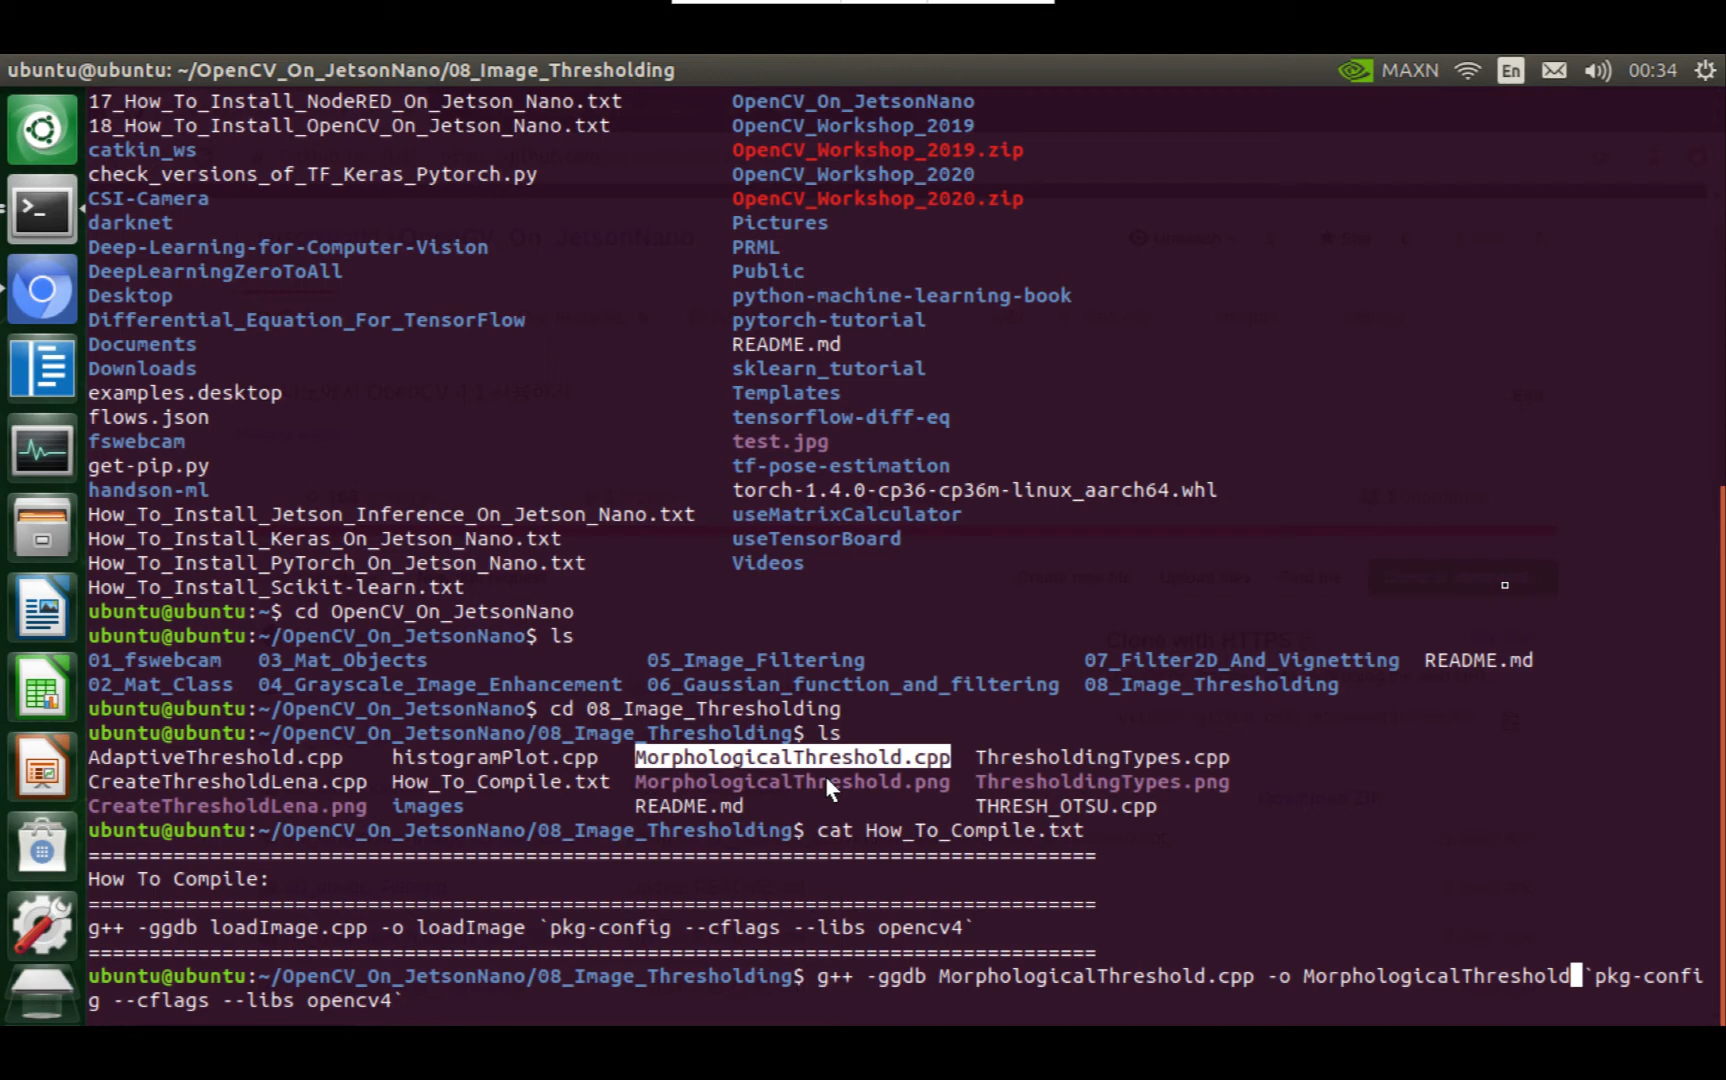 ubuntu@ubuntu: ~/OpenCV_On_JetsonNano/08_Image_Thresholding MAXN En 00:34
17_How_To_Install_NodeRED_On_Jetson_Nano.txt OpenCV_On_JetsonNano
18_How_To_Install_OpenCV_On_Jetson_Nano.txt OpenCV_Workshop_2019
catkin_ws OpenCV_Workshop_2019.zip
check_versions_of_TF_Keras_Pytorch.py OpenCV_Workshop_2020
CSI-Camera OpenCV_Workshop_2020.zip
darknet Pictures
Deep-Learning-for-Computer-Vision PRML
DeepLearningZeroToAll Public
Desktop python-machine-learning-book
Differential_Equation_For_TensorFlow pytorch-tutorial
Documents README.md
Downloads sklearn_tutorial
examples.desktop Templates
flows.json tensorflow-diff-eq
fswebcam test.jpg
get-pip.py tf-pose-estimation
handson-ml torch-1.4.0-cp36-cp36m-linux_aarch64.whl
How_To_Install_Jetson_Inference_On_Jetson_Nano.txt useMatrixCalculator
How_To_Install_Keras_On_Jetson_Nano.txt useTensorBoard
How_To_Install_PyTorch_On_Jetson_Nano.txt Videos
How_To_Install_Scikit-learn.txt
ubuntu@ubuntu:~$ cd OpenCV_On_JetsonNano
ubuntu@ubuntu:~/OpenCV_On_JetsonNano$ ls
01_fswebcam 03_Mat_Objects 05_Image_Filtering 07_Filter2D_And_Vignetting README.md
02_Mat_Class 04_Grayscale_Image_Enhancement 06_Gaussian_function_and_filtering 08_Image_Thresholding
ubuntu@ubuntu:~/OpenCV_On_JetsonNano$ cd 08_Image_Thresholding
ubuntu@ubuntu:~/OpenCV_On_JetsonNano/08_Image_Thresholding$ ls
AdaptiveThreshold.cpp histogramPlot.cpp MorphologicalThreshold.cpp ThresholdingTypes.cpp
CreateThresholdLena.cpp How_To_Compile.txt MorphologicalThreshold.png ThresholdingTypes.png
CreateThresholdLena.png images README.md THRESH_OTSU.cpp
ubuntu@ubuntu:~/OpenCV_On_JetsonNano/08_Image_Thresholding$ cat How_To_Compile.txt
===================================================================================
How To Compile:
===================================================================================
g++ -ggdb loadImage.cpp -o loadImage `pkg-config --cflags --libs opencv4`
===================================================================================
ubuntu@ubuntu:~/OpenCV_On_JetsonNano/08_Image_Thresholding$ g++ -ggdb MorphologicalThreshold.cpp -o MorphologicalThreshold `pkg-confi
g --cflags --libs opencv4`